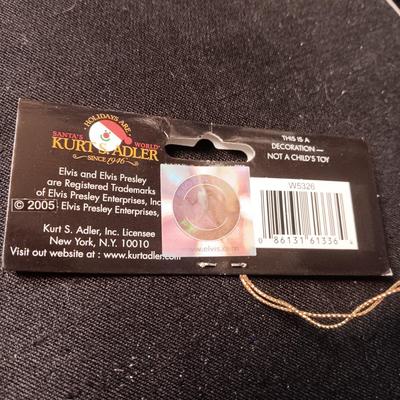 HOLIDAYS ARE
SANTA'S WORLD
KURT S. ADLER
SINCE 1946
Elvis and Elvis Presley
are Registered Trademarks
of Elvis Presley Enterprises, Inc
© 2005 Elvis Presley Enterprises,
Kurt S. Adler, Inc. Licensee
New York, N.Y. 10010
Visit out website at : www.kurtadler.com
www.elvis.com
THIS IS A
DECORATION—
NOT A CHILD'S TOY
W5326
0 86131 61336